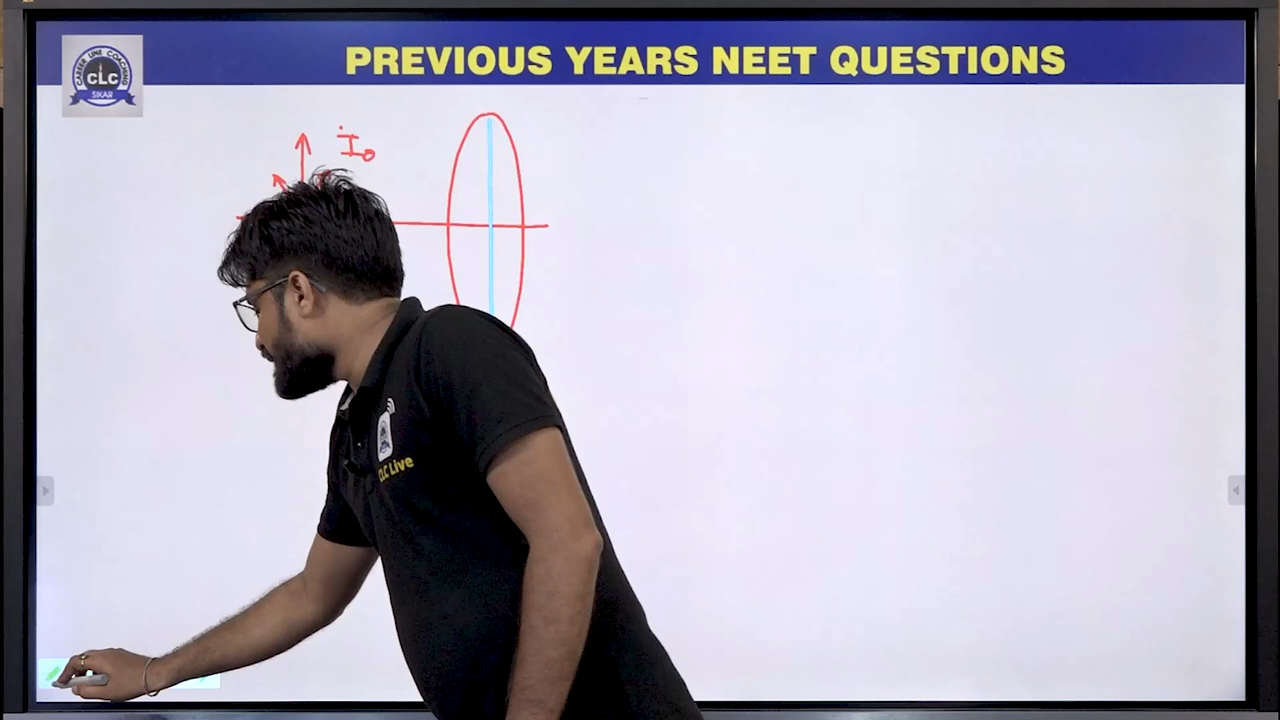 PREVIOUS YEARS NEET QUESTIONS
CAREER LINE COACHING
CLC
SIKAR
I₀
CLC Live